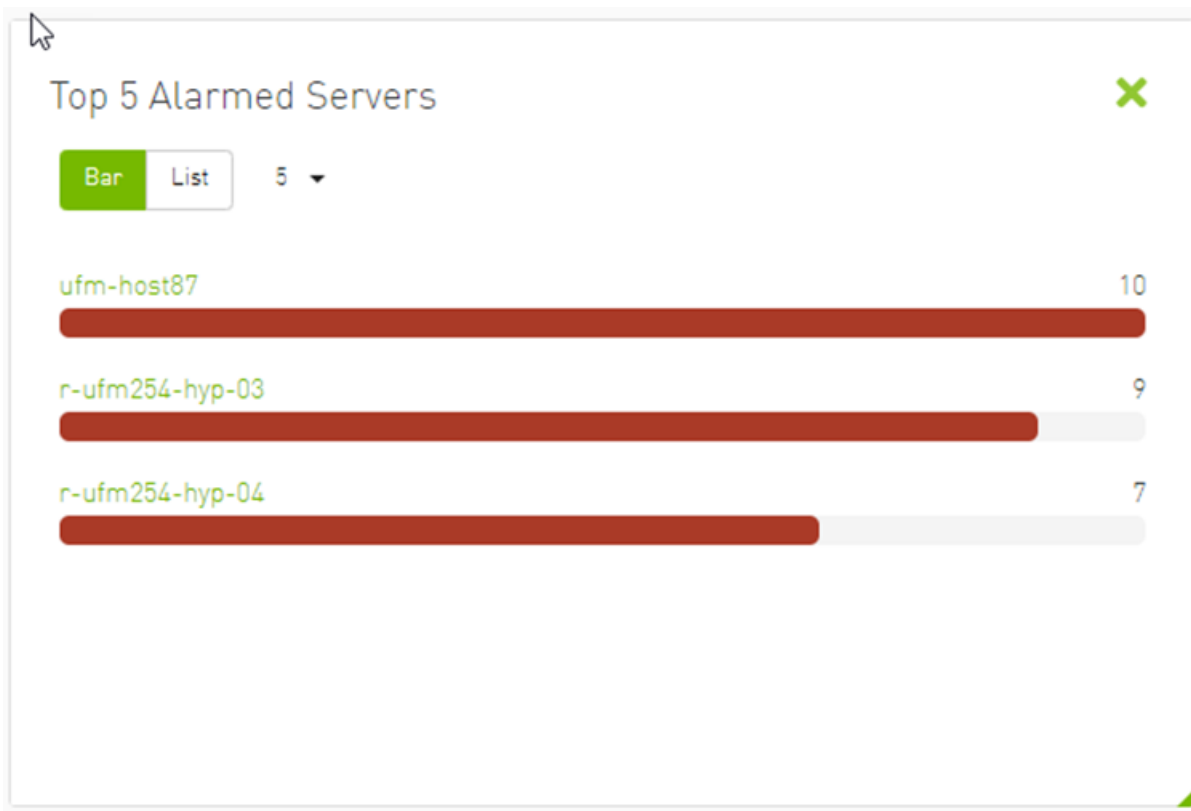 Top 5 Alarmed Servers
Bar List 5
ufm-host87 10
r-ufm254-hyp-03 9
r-ufm254-hyp-04 7